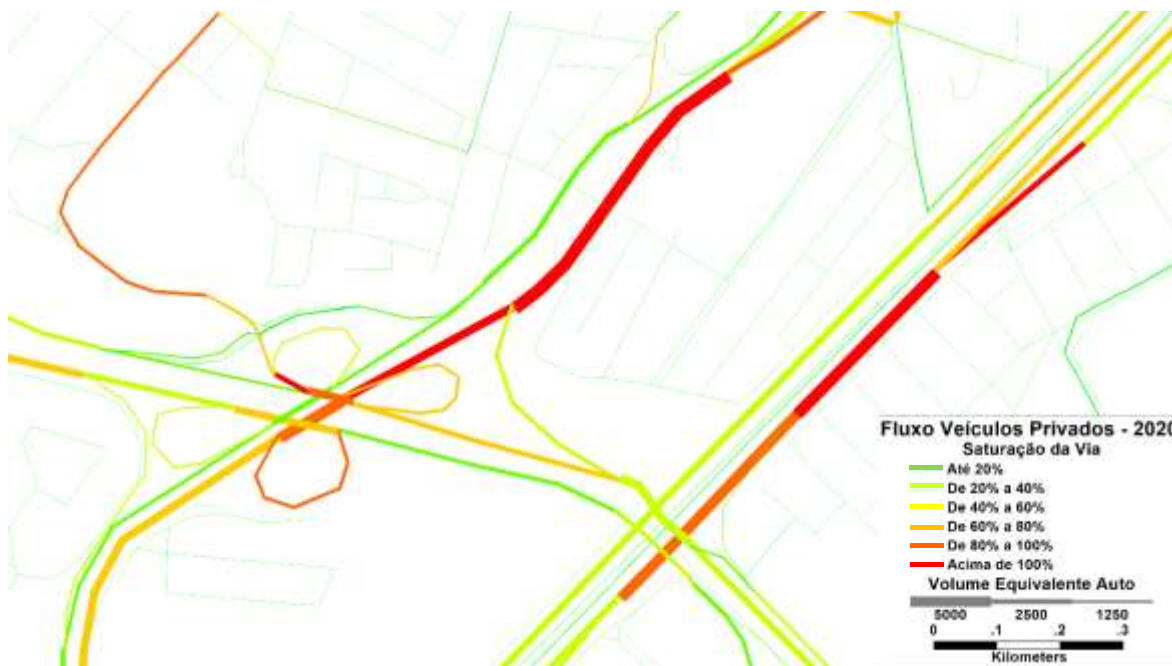 Fluxo Veículos Privados - 2020
Saturação da Via
Até 20%
De 20% a 40%
De 40% a 60%
De 60% a 80%
De 80% a 100%
Acima de 100%
Volume Equivalente Auto
5000 2500 1250
0 .1 .2 .3
Kilometers